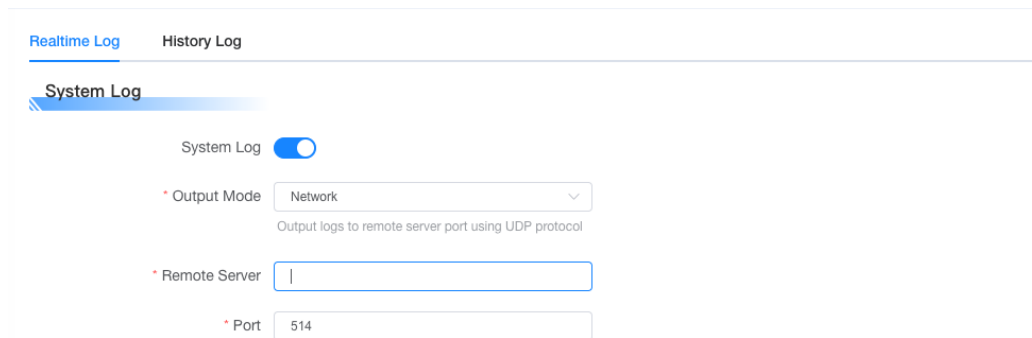 Realtime Log History Log
System Log
System Log
* Output Mode Network
Output logs to remote server port using UDP protocol
* Remote Server
* Port 514